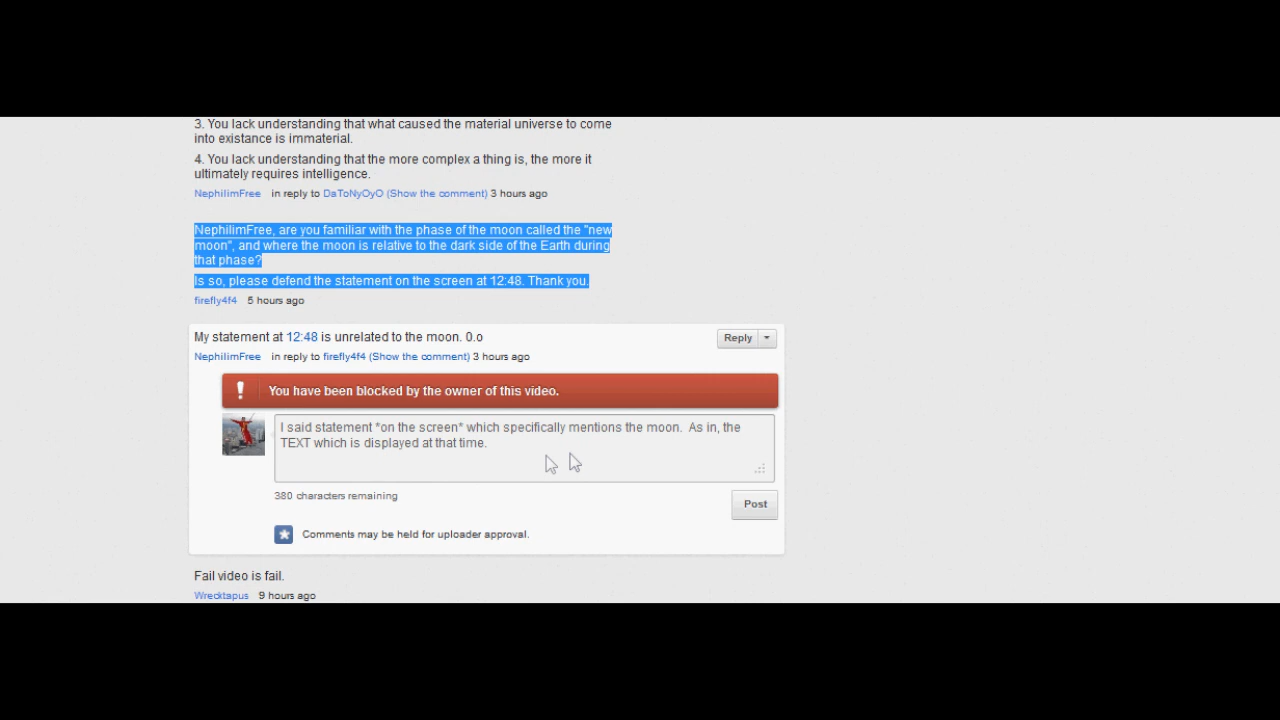 3. You lack understanding that what caused the material universe to come
into existance is immaterial.
4. You lack understanding that the more complex a thing is, the more it
ultimately requires intelligence.
NephilimFree in reply to DaToNyOyO (Show the comment) 3 hours ago
NephilimFree, are you familiar with the phase of the moon called the "new
moon", and where the moon is relative to the dark side of the Earth during
that phase?
Is so, please defend the statement on the screen at 12:48. Thank you.
firefly4f4 5 hours ago
My statement at 12:48 is unrelated to the moon. 0.o
Reply
NephilimFree in reply to firefly4f4 (Show the comment) 3 hours ago
! You have been blocked by the owner of this video.
I said statement *on the screen* which specifically mentions the moon. As in, the
TEXT which is displayed at that time.
380 characters remaining
Post
Comments may be held for uploader approval.
Fail video is fail.
Wrecktapus 9 hours ago